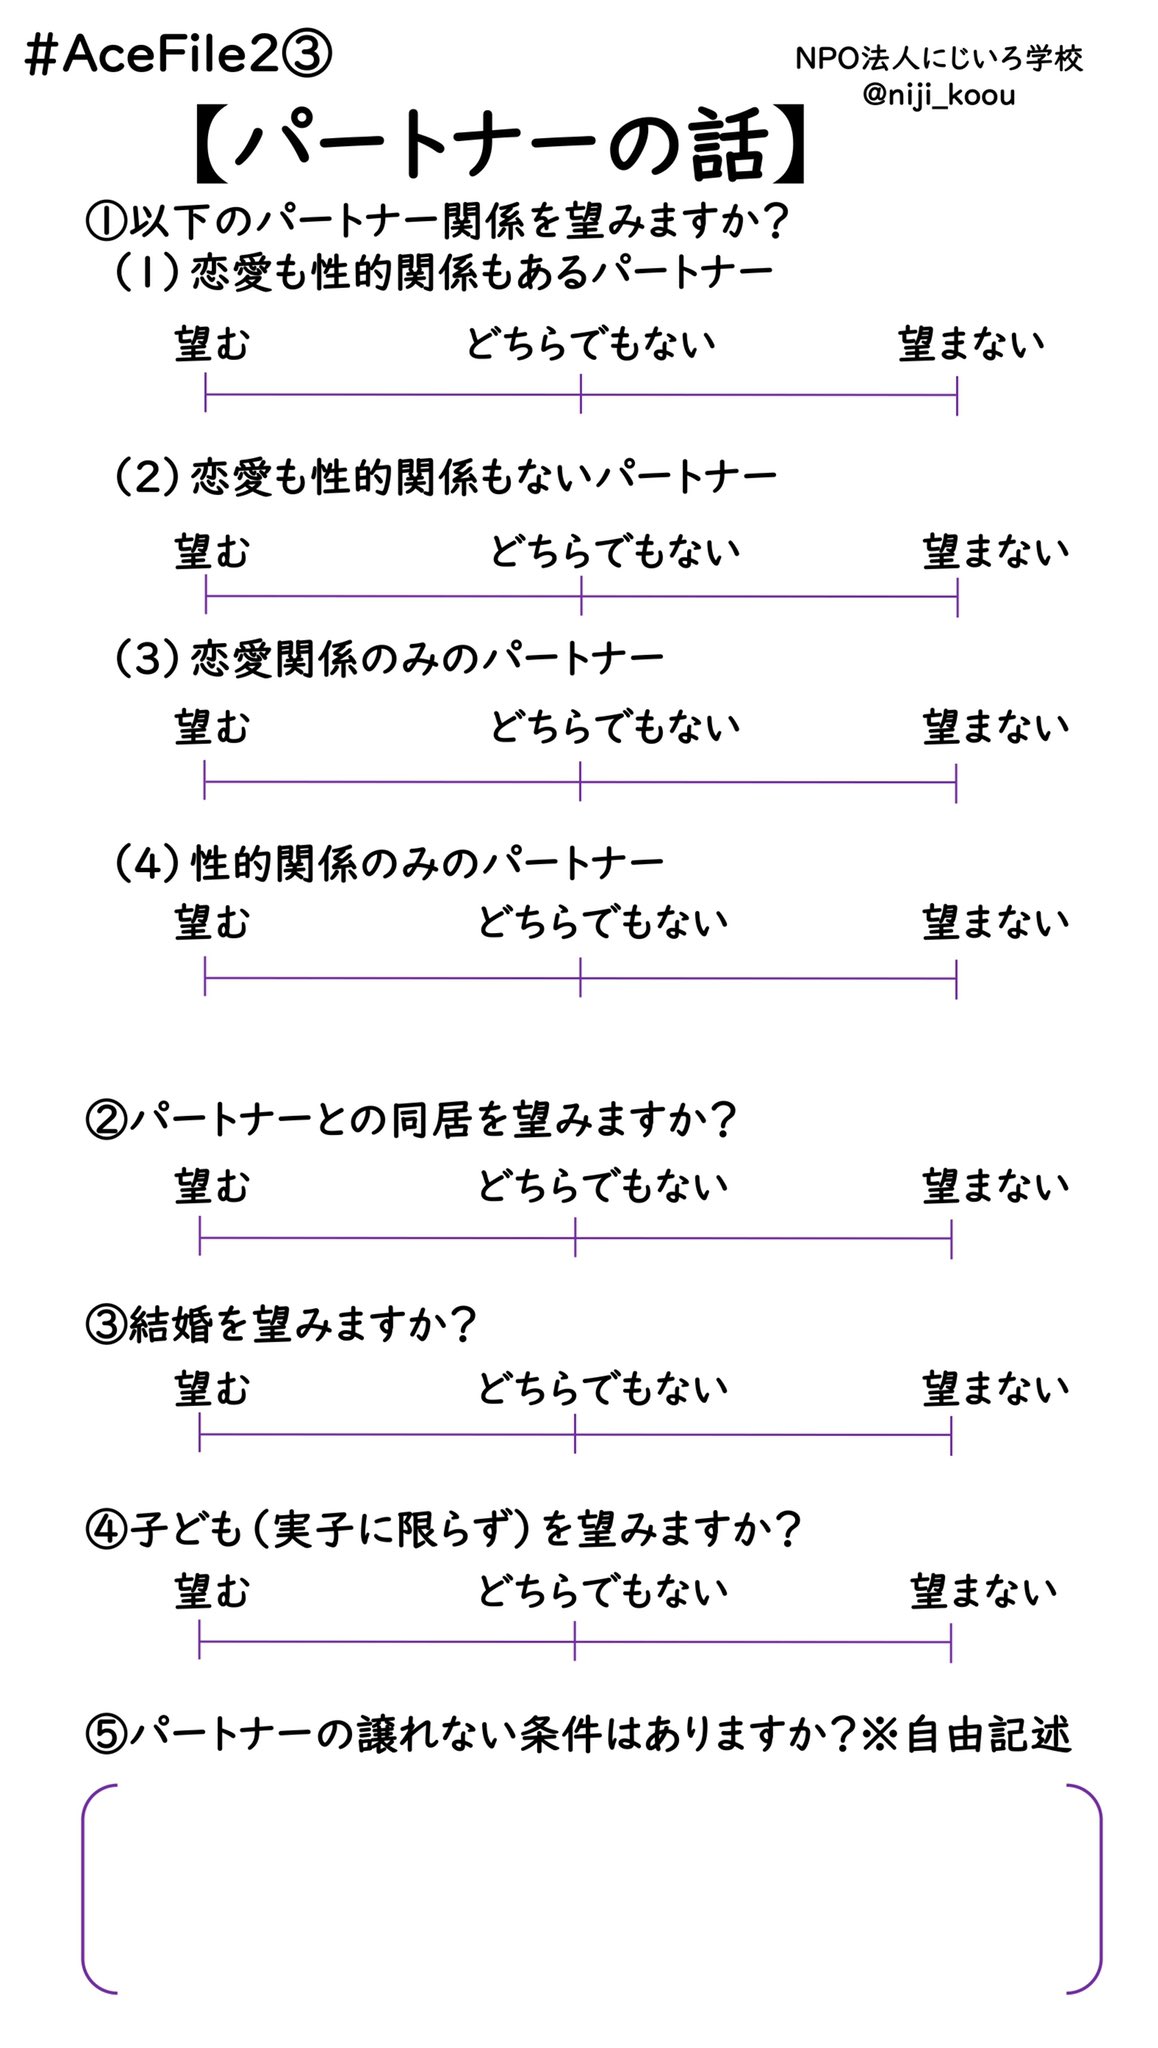 #AceFile2③
NPO法人にじいろ学校
@niji_koou
【パートナーの話】
①以下のパートナー関係を望みますか？
（1）恋愛も性的関係もあるパートナー
望む どちらでもない 望まない
（2）恋愛も性的関係もないパートナー
望む どちらでもない 望まない
（3）恋愛関係のみのパートナー
望む どちらでもない 望まない
（4）性的関係のみのパートナー
望む どちらでもない 望まない
②パートナーとの同居を望みますか？
望む どちらでもない 望まない
③結婚を望みますか？
望む どちらでもない 望まない
④子ども（実子に限らず）を望みますか？
望む どちらでもない 望まない
⑤パートナーの譲れない条件はありますか？※自由記述